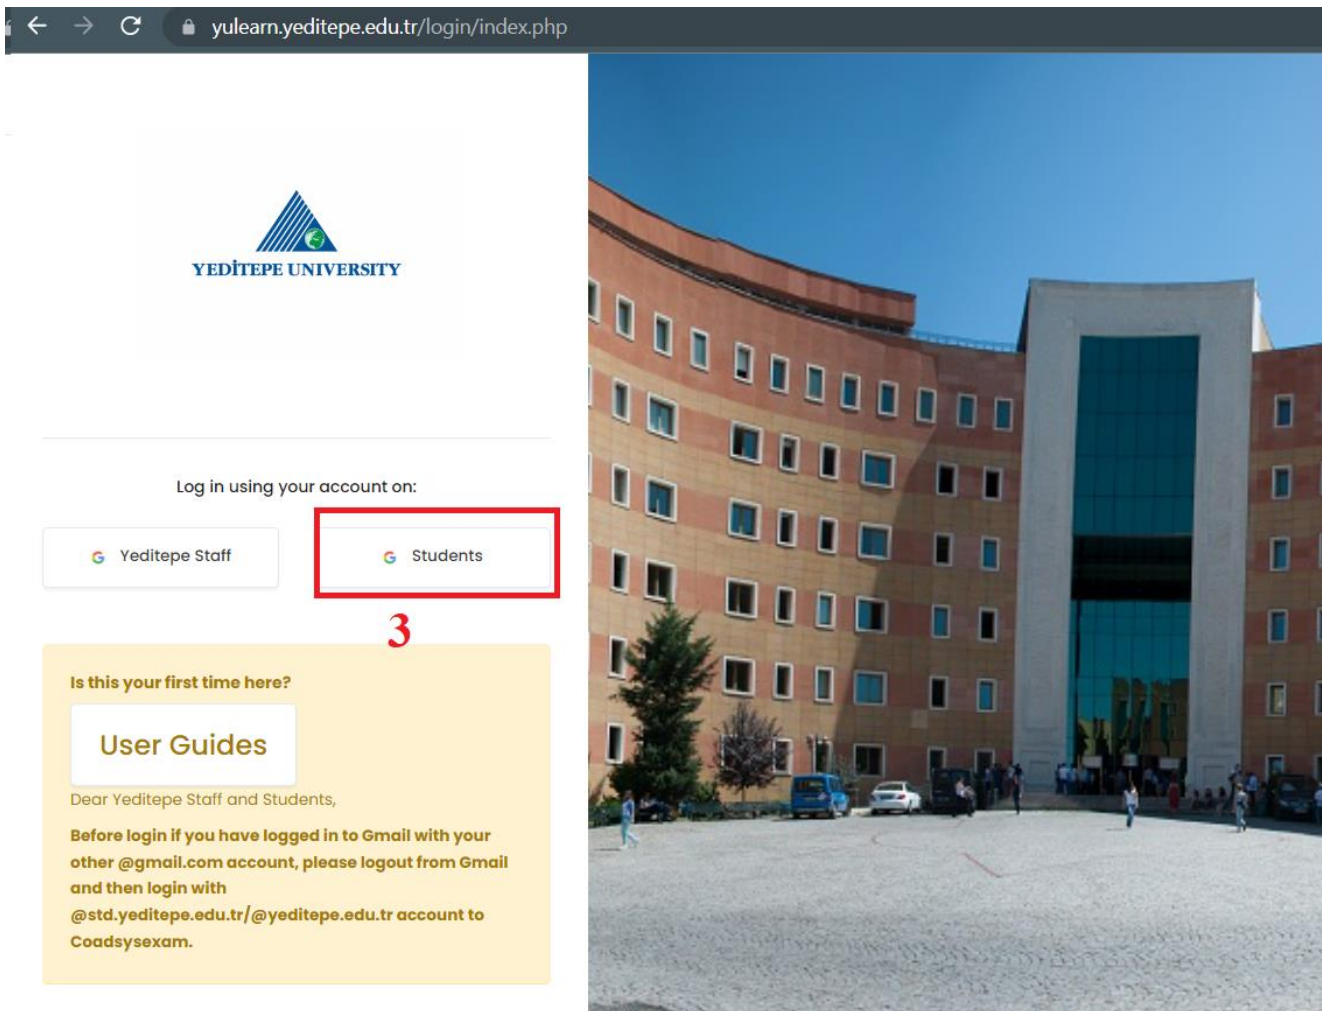 yulearn.yeditepe.edu.tr/login/index.php
YEDİTEPE UNIVERSITY
Log in using your account on:
Yeditepe Staff
Students
3
Is this your first time here?
User Guides
Dear Yeditepe Staff and Students,
Before login if you have logged in to Gmail with your
other @gmail.com account, please logout from Gmail
and then login with
@std.yeditepe.edu.tr/@yeditepe.edu.tr account to
Coadsysexam.